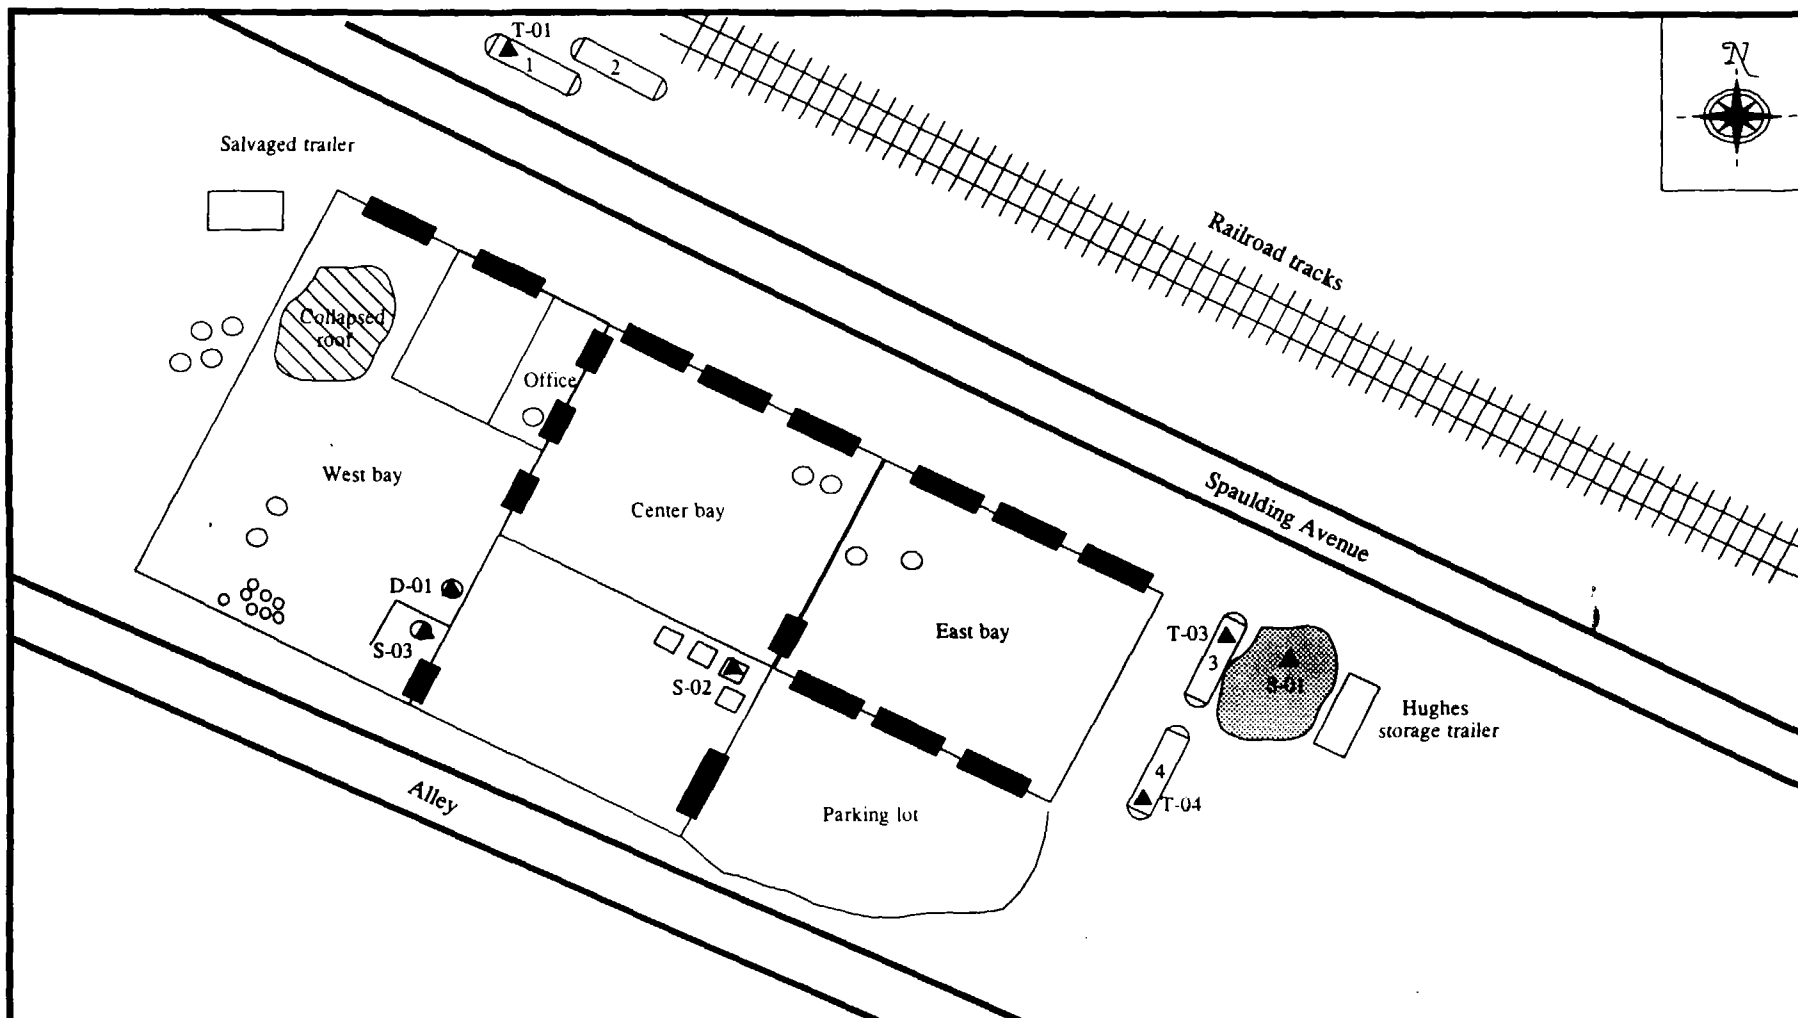 T-01
1
2
N
Salvaged trailer
Railroad tracks
Collapsed
roof
Office
West bay
Center bay
Spaulding Avenue
D-01
S-03
East bay
T-03
3
S-02
S-01
Hughes
storage trailer
4
T-04
Alley
Parking lot